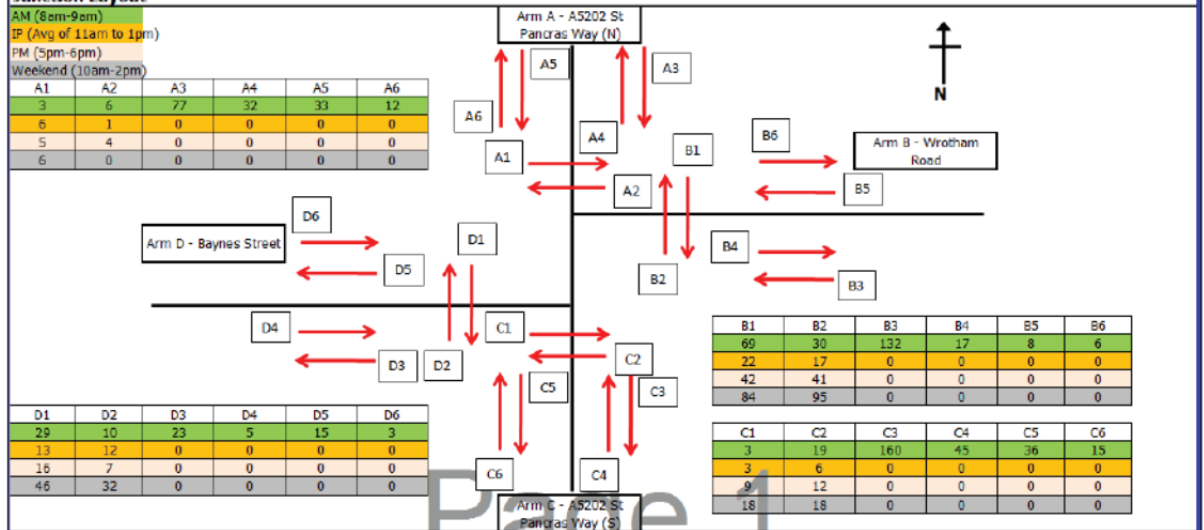 Junction Layout
AM (8am-9am)
IP (Avg of 11am to 1pm)
PM (5pm-6pm)
Weekend (10am-2pm)
A1 A2 A3 A4 A5 A6
3 6 77 32 33 12
6 1 0 0 0 0
5 4 0 0 0 0
6 0 0 0 0 0
Arm A - A5202 St
Pancras Way (N)
A5
A3
N
A6
A4
A1
A2
B1
B6
Arm B - Wrotham
Road
B5
B4
B2
B3
D6
Arm D - Baynes Street
D1
D5
D4
D3
D2
C1
C2
C5
C3
C6
C4
B1 B2 B3 B4 B5 B6
69 30 132 17 8 6
22 17 0 0 0 0
42 41 0 0 0 0
84 95 0 0 0 0
D1 D2 D3 D4 D5 D6
29 10 23 5 15 3
13 12 0 0 0 0
16 7 0 0 0 0
46 32 0 0 0 0
C1 C2 C3 C4 C5 C6
3 19 160 45 36 15
3 6 0 0 0 0
9 12 0 0 0 0
18 18 0 0 0 0
Page 1
Arm C - A5202 St
Pancras Way (S)